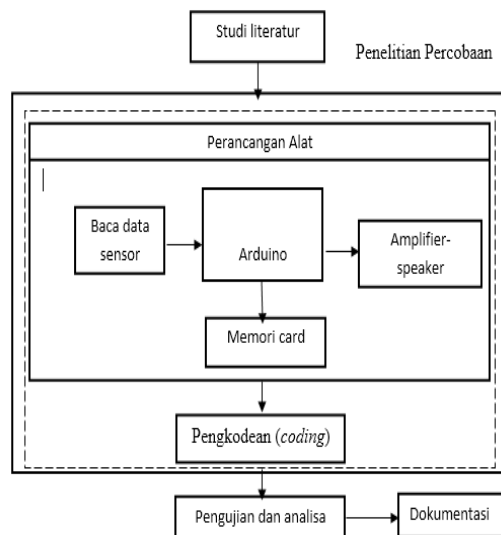 Studi literatur
Penelitian Percobaan
Perancangan Alat
Baca data
sensor
Arduino
Amplifier-
speaker
Memori card
Pengkodean (coding)
Pengujian dan analisa
Dokumentasi